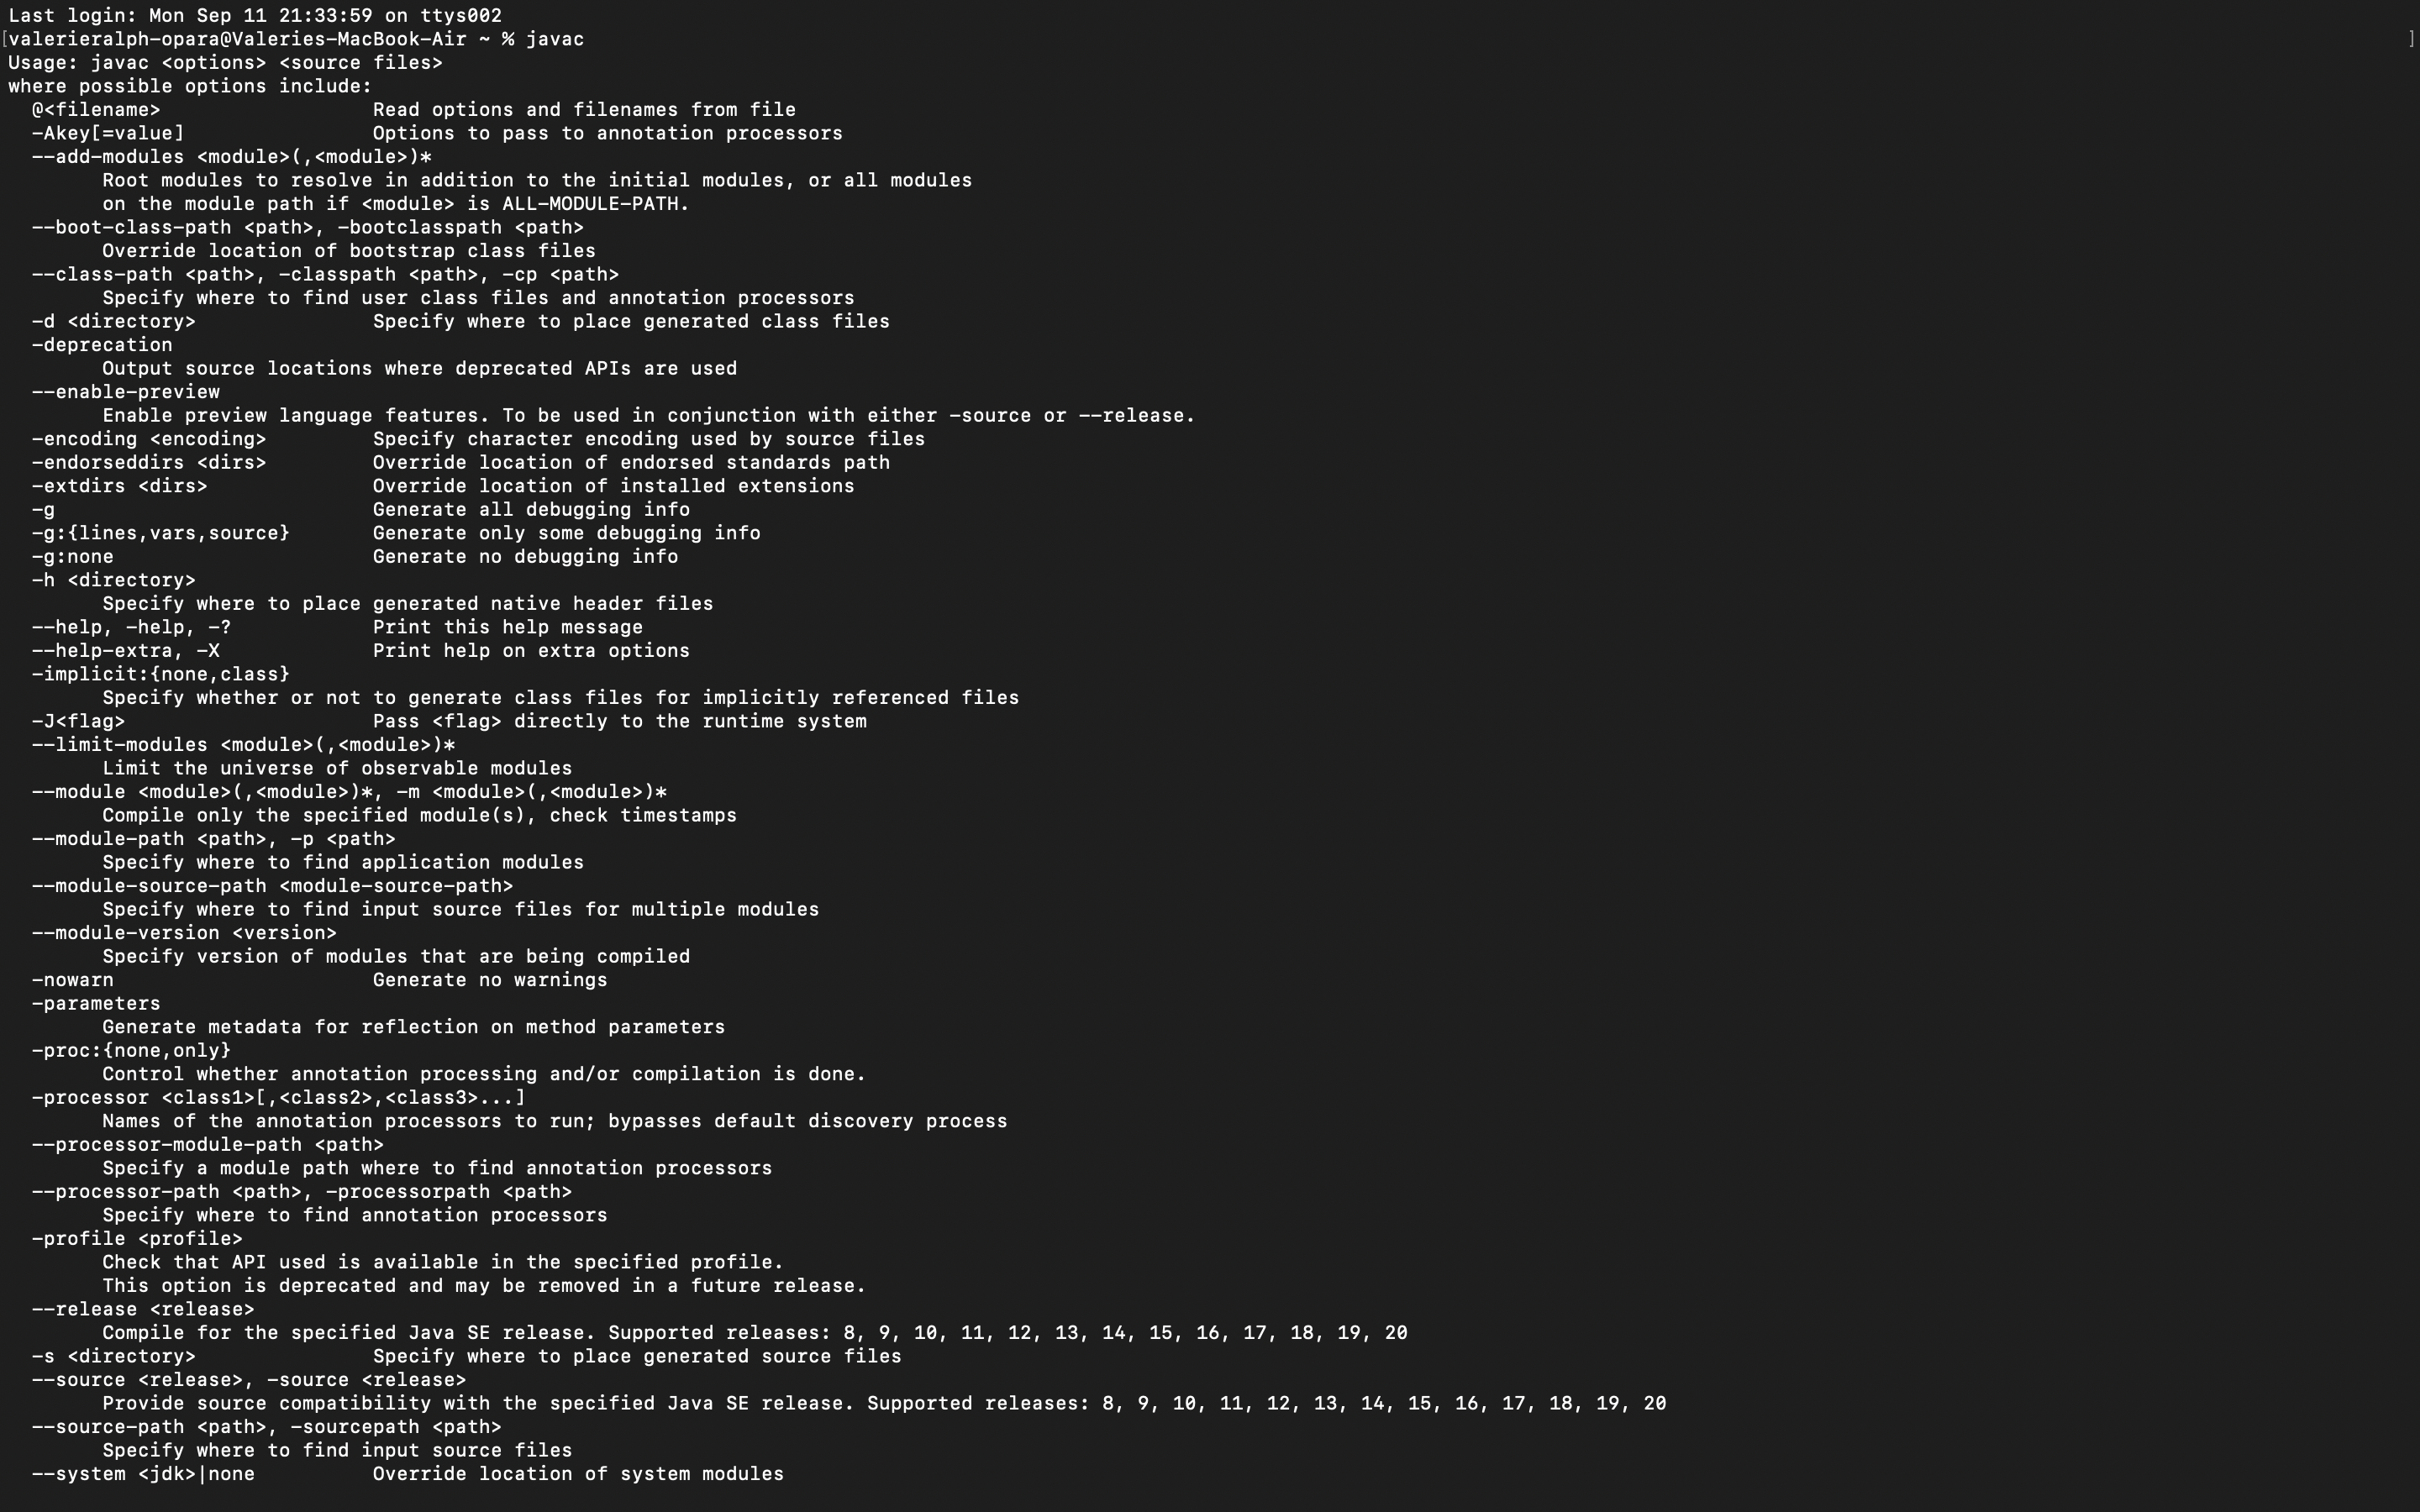 Last login: Mon Sep 11 21:33:59 on ttys002
[valerieralph-opara@Valeries-MacBook-Air ~ % javac ]
Usage: javac <options> <source files>
where possible options include:
  @<filename>                  Read options and filenames from file
  -Akey[=value]                Options to pass to annotation processors
  --add-modules <module>(,<module>)*
        Root modules to resolve in addition to the initial modules, or all modules
        on the module path if <module> is ALL-MODULE-PATH.
  --boot-class-path <path>, -bootclasspath <path>
        Override location of bootstrap class files
  --class-path <path>, -classpath <path>, -cp <path>
        Specify where to find user class files and annotation processors
  -d <directory>               Specify where to place generated class files
  -deprecation
        Output source locations where deprecated APIs are used
  --enable-preview
        Enable preview language features. To be used in conjunction with either -source or --release.
  -encoding <encoding>         Specify character encoding used by source files
  -endorseddirs <dirs>         Override location of endorsed standards path
  -extdirs <dirs>              Override location of installed extensions
  -g                           Generate all debugging info
  -g:{lines,vars,source}       Generate only some debugging info
  -g:none                      Generate no debugging info
  -h <directory>
        Specify where to place generated native header files
  --help, -help, -?            Print this help message
  --help-extra, -X             Print help on extra options
  -implicit:{none,class}
        Specify whether or not to generate class files for implicitly referenced files
  -J<flag>                     Pass <flag> directly to the runtime system
  --limit-modules <module>(,<module>)*
        Limit the universe of observable modules
  --module <module>(,<module>)*, -m <module>(,<module>)*
        Compile only the specified module(s), check timestamps
  --module-path <path>, -p <path>
        Specify where to find application modules
  --module-source-path <module-source-path>
        Specify where to find input source files for multiple modules
  --module-version <version>
        Specify version of modules that are being compiled
  -nowarn                      Generate no warnings
  -parameters
        Generate metadata for reflection on method parameters
  -proc:{none,only}
        Control whether annotation processing and/or compilation is done.
  -processor <class1>[,<class2>,<class3>...]
        Names of the annotation processors to run; bypasses default discovery process
  --processor-module-path <path>
        Specify a module path where to find annotation processors
  --processor-path <path>, -processorpath <path>
        Specify where to find annotation processors
  -profile <profile>
        Check that API used is available in the specified profile.
        This option is deprecated and may be removed in a future release.
  --release <release>
        Compile for the specified Java SE release. Supported releases: 8, 9, 10, 11, 12, 13, 14, 15, 16, 17, 18, 19, 20
  -s <directory>               Specify where to place generated source files
  --source <release>, -source <release>
        Provide source compatibility with the specified Java SE release. Supported releases: 8, 9, 10, 11, 12, 13, 14, 15, 16, 17, 18, 19, 20
  --source-path <path>, -sourcepath <path>
        Specify where to find input source files
  --system <jdk>|none          Override location of system modules